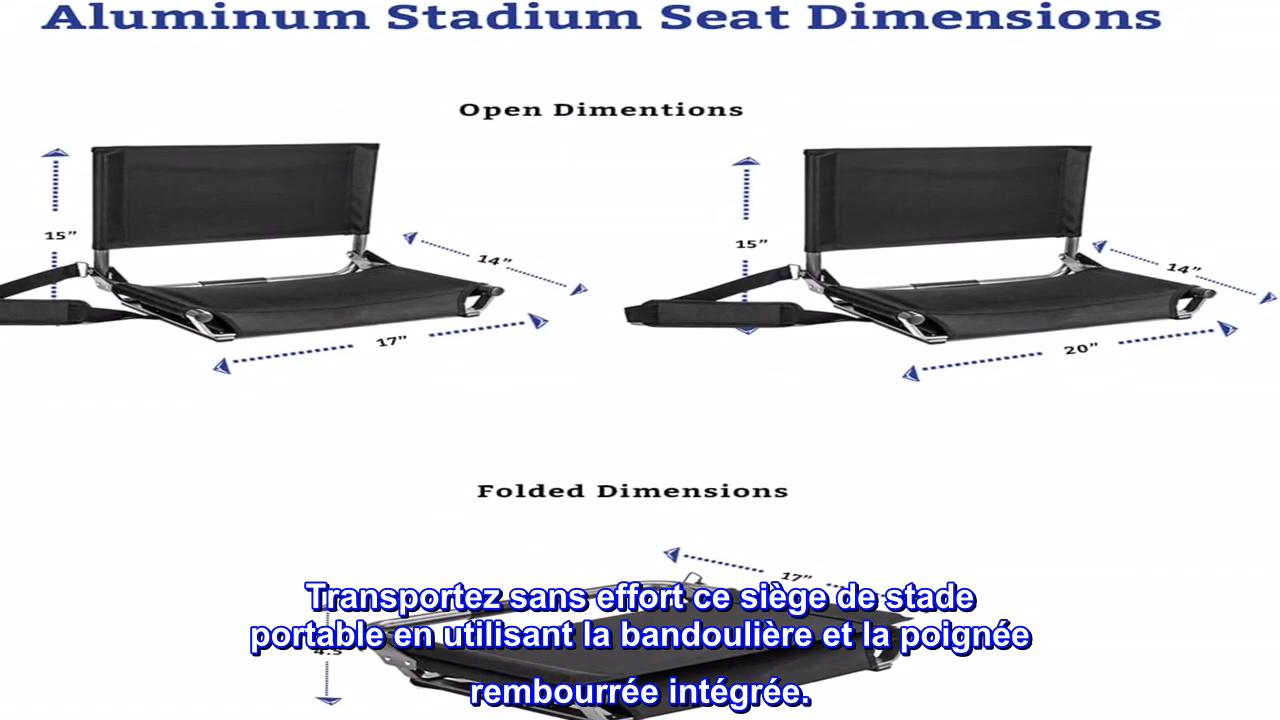 Aluminum Stadium Seat Dimensions
Open Dimentions
15”
14”
17”
15”
14”
20”
Folded Dimensions
17”
Transportez sans effort ce siège de stade
portable en utilisant la bandoulière et la poignée
rembourrée intégrée.